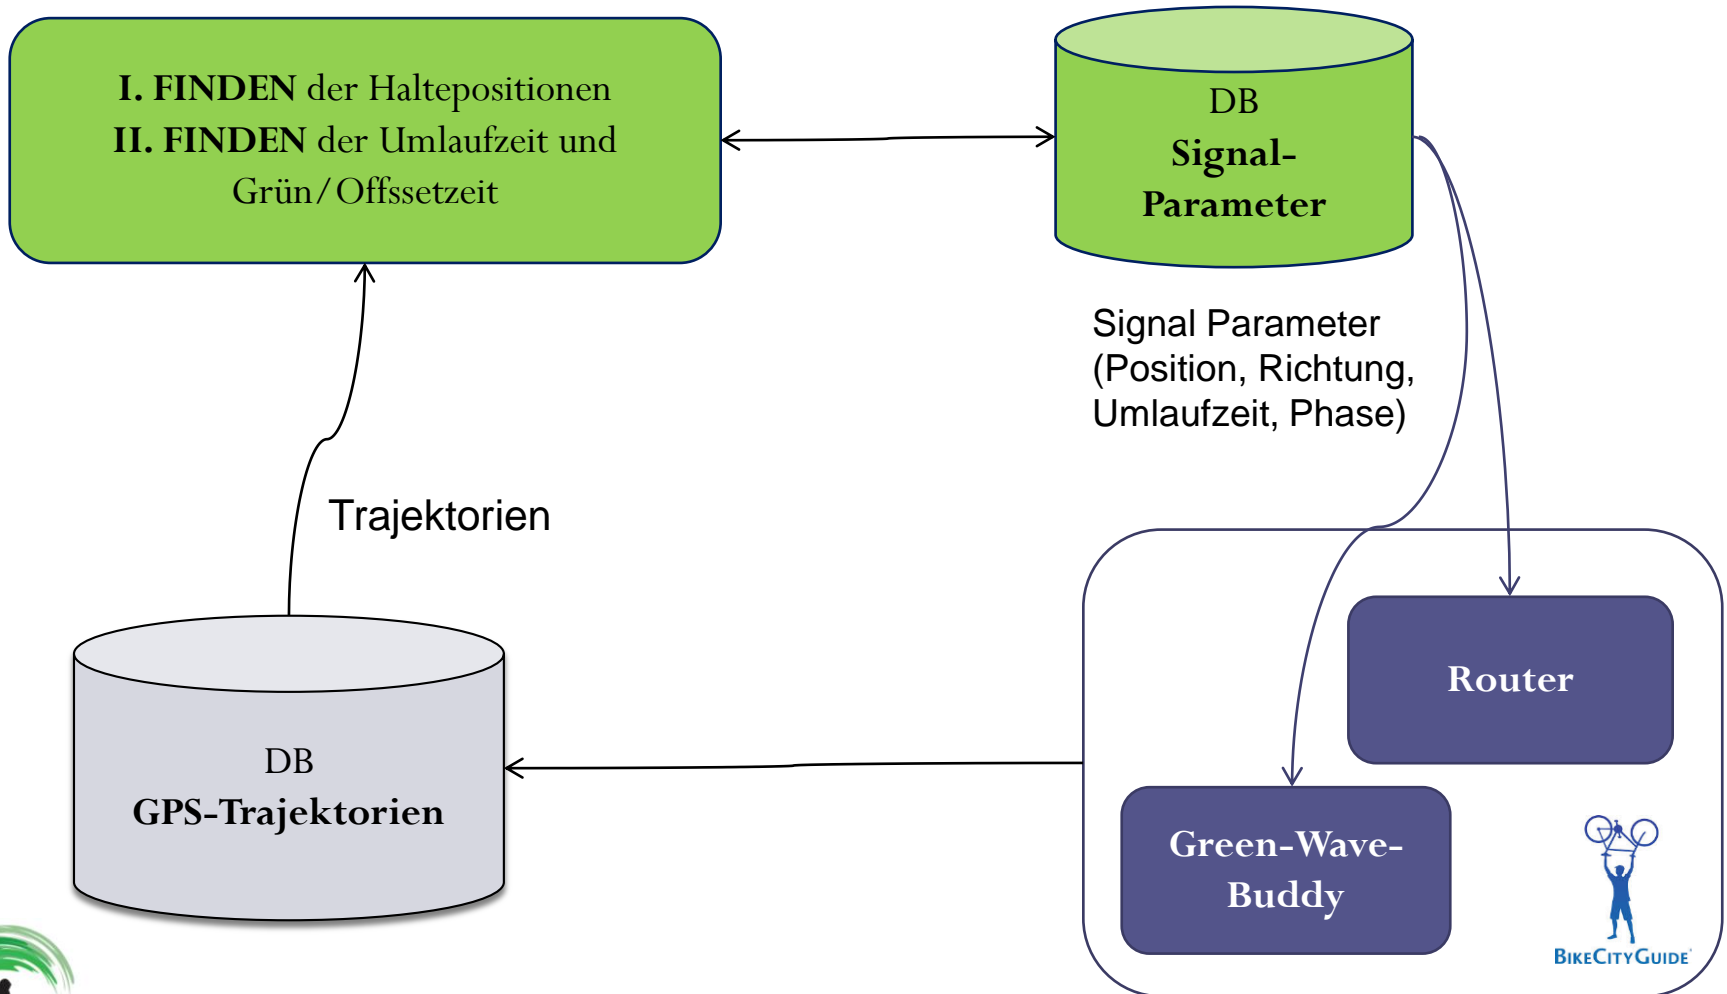 I. FINDEN der Haltepositionen
II. FINDEN der Umlaufzeit und
Grün/Offssetzeit
DB
Signal-
Parameter
Signal Parameter
(Position, Richtung,
Umlaufzeit, Phase)
Trajektorien
DB
GPS-Trajektorien
Router
Green-Wave-
Buddy
BIKECITYGUIDE